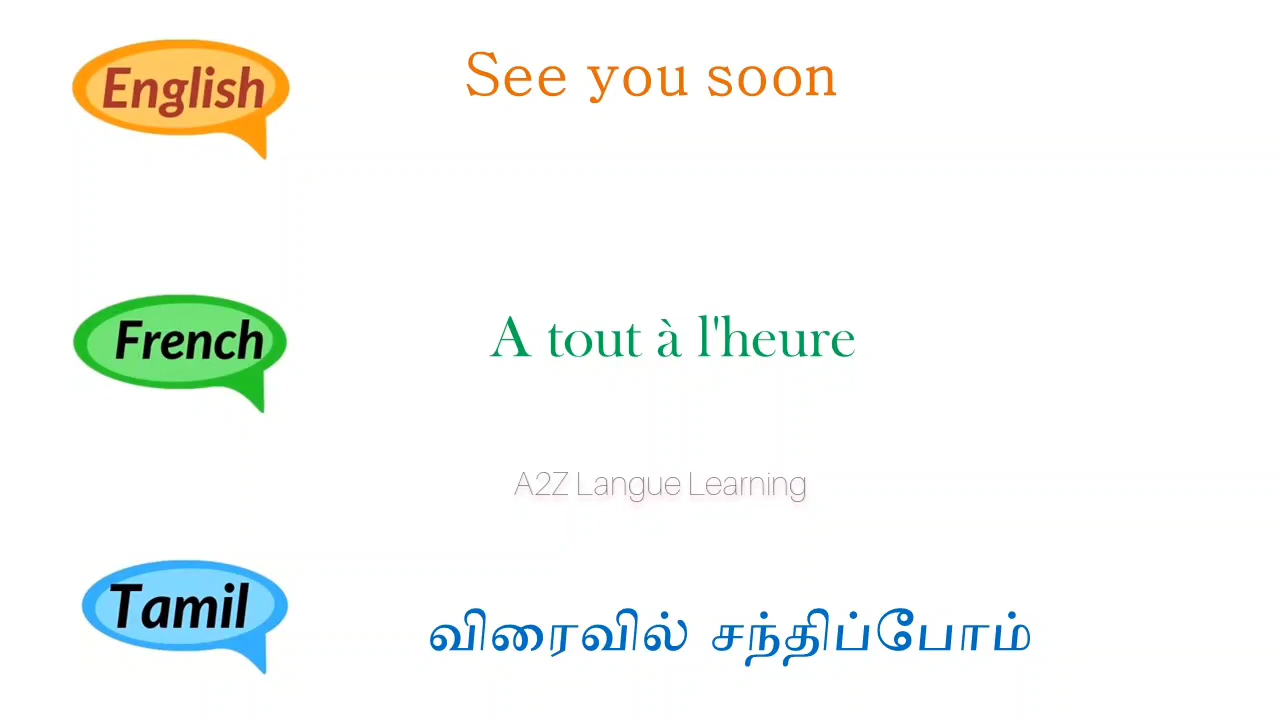 English
See you soon
French
A tout à l'heure
A2Z Langue Learning
Tamil
விரைவில் சந்திப்போம்